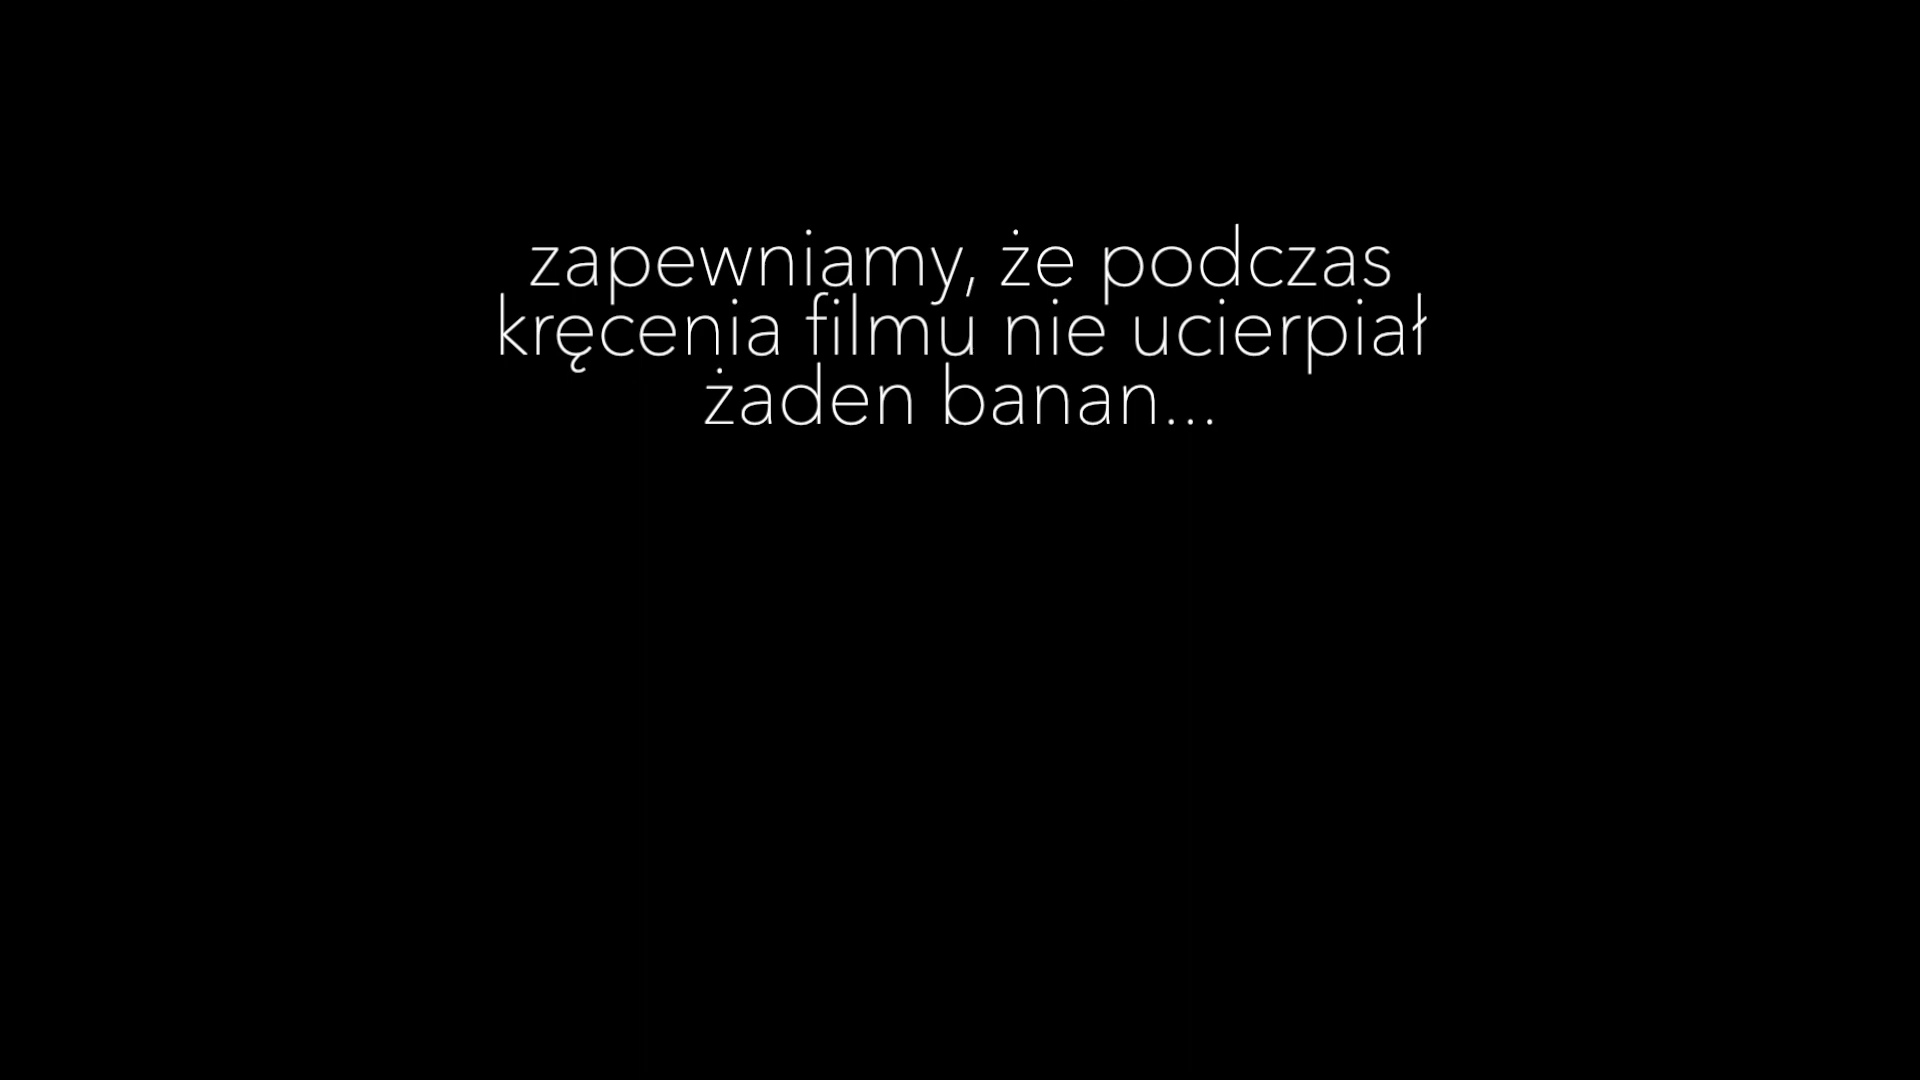 zapewniamy, że podczas
kręcenia filmu nie ucierpiał
żaden banan...